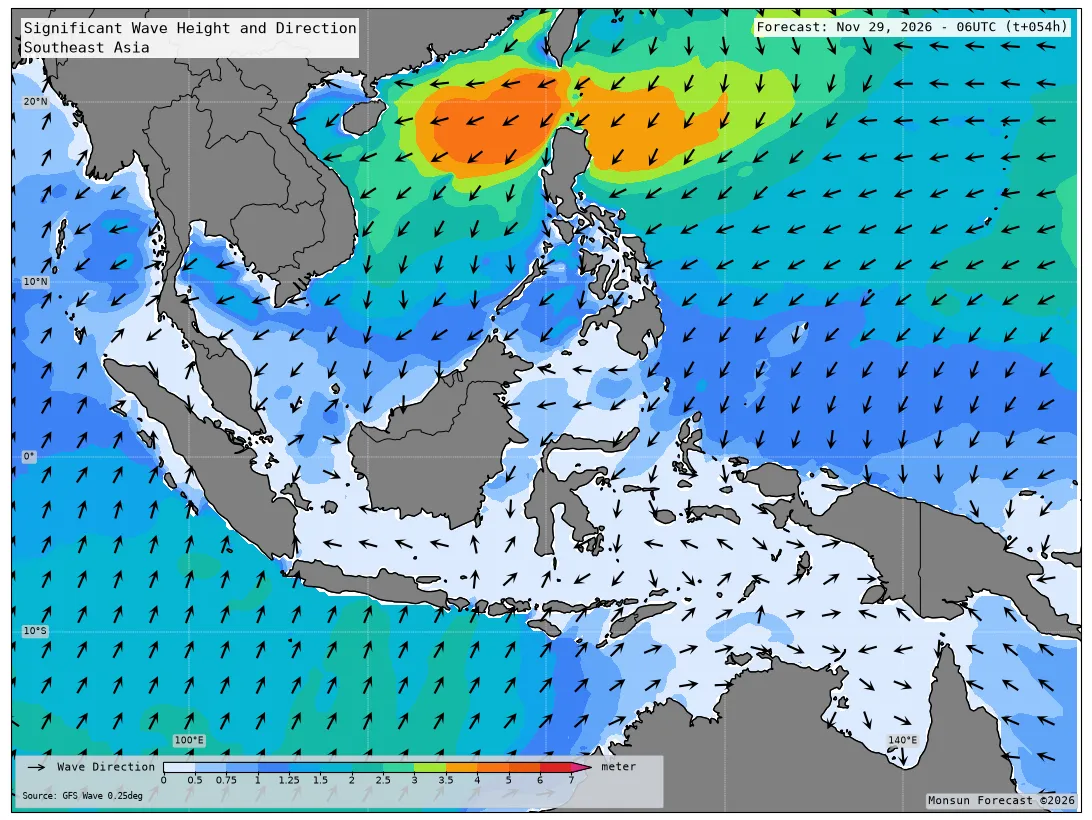 Significant Wave Height and Direction
Southeast Asia
Forecast: Nov 29, 2026 - 06UTC (t+054h)
20°N
10°N
0°
10°S
100°E
140°E
Wave Direction
meter
0 0.5 0.75 1 1.25 1.5 2 2.5 3 3.5 4 5 6 7
Source: GFS Wave 0.25deg
Monsun Forecast ©2026